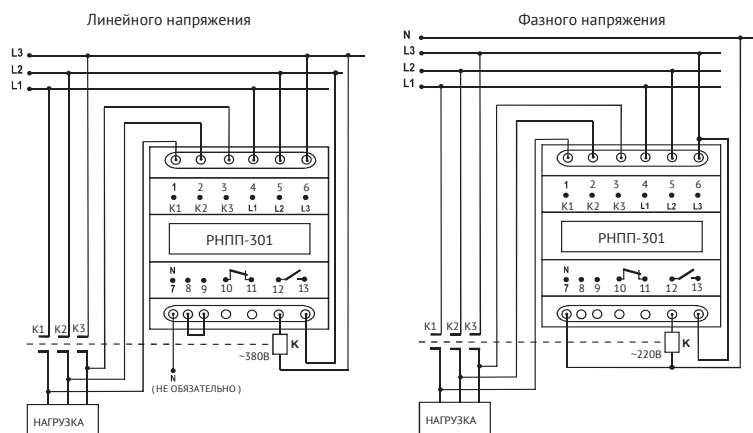 Линейного напряжения
L3
L2
L1
1 2 3 4 5 6
K1 K2 K3 L1 L2 L3
РНПП-301
N
7 8 9 10 11 12 13
K1 K2 K3
K
~380В
N
( НЕ ОБЯЗАТЕЛЬНО )
НАГРУЗКА
Фазного напряжения
N
L3
L2
L1
1 2 3 4 5 6
K1 K2 K3 L1 L2 L3
РНПП-301
N
7 8 9 10 11 12 13
K1 K2 K3
K
~220В
НАГРУЗКА